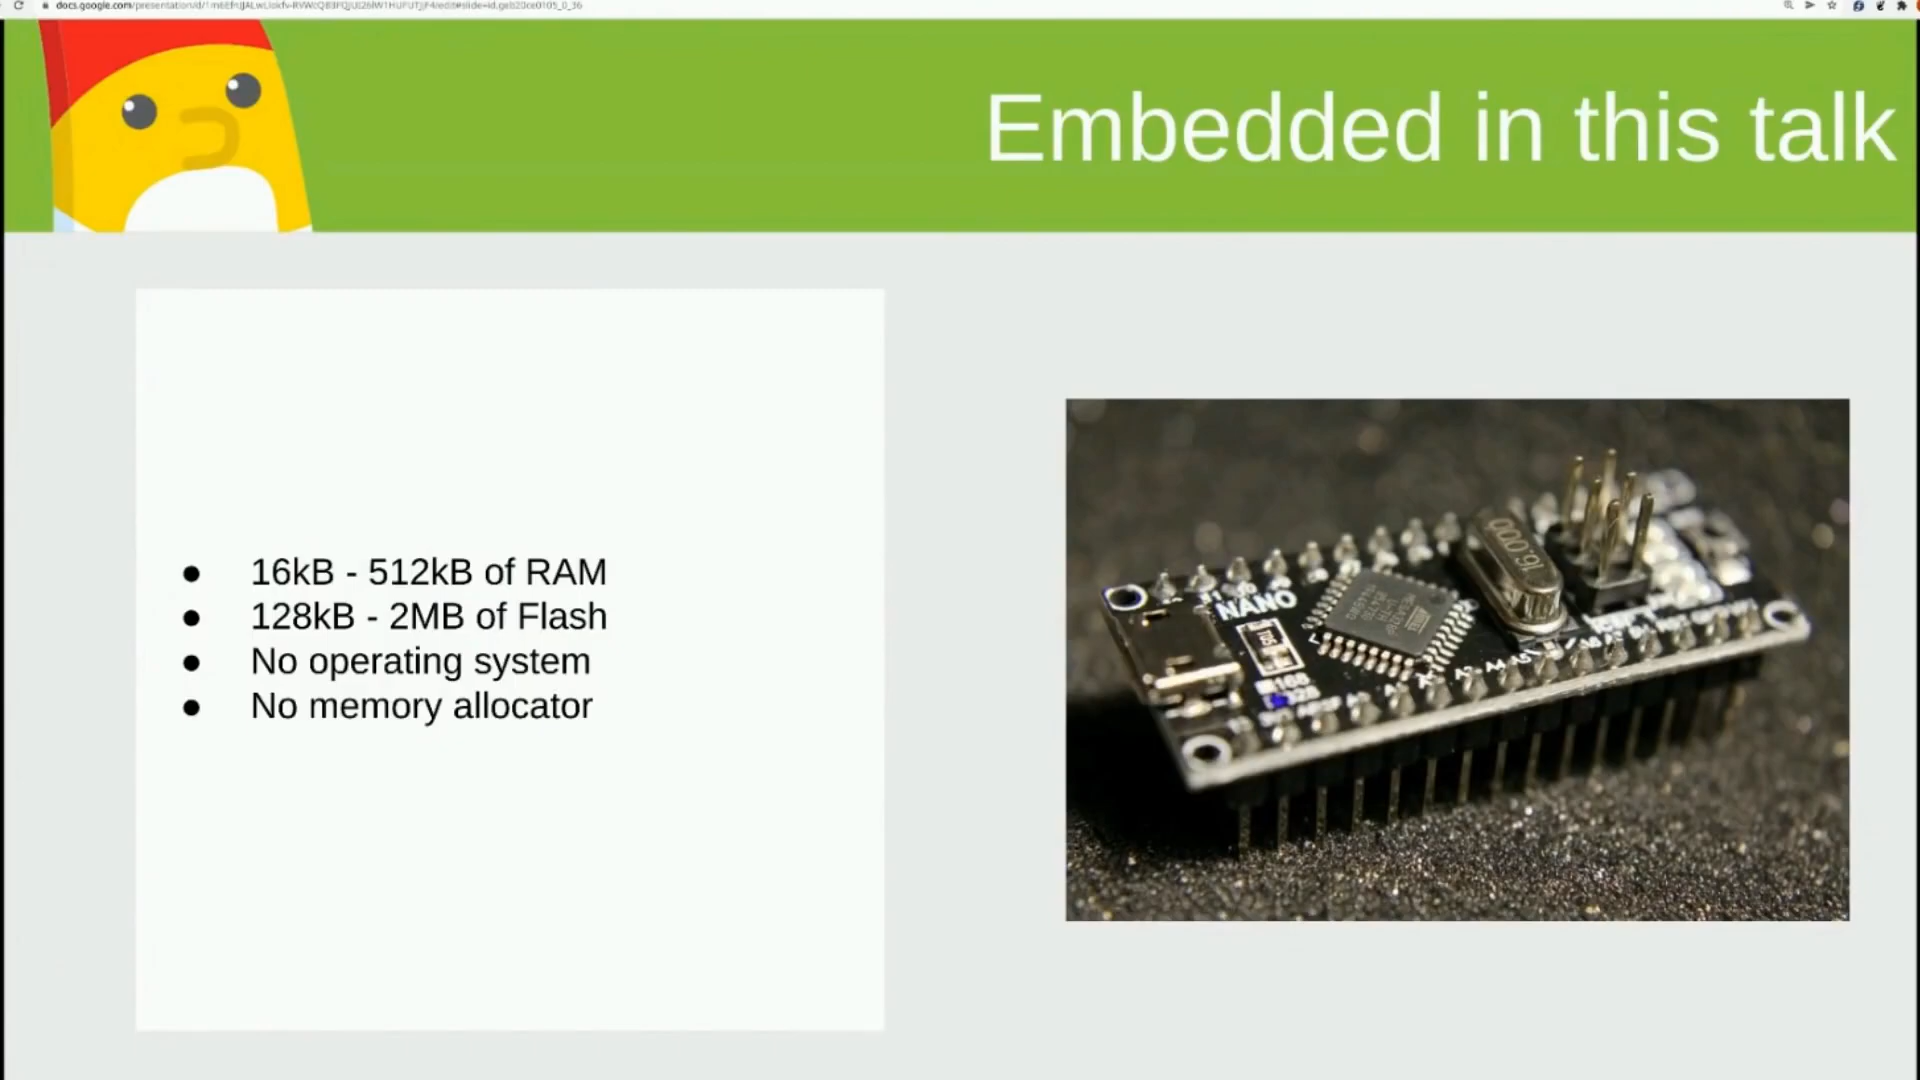 Embedded in this talk
● 16kB - 512kB of RAM
● 128kB - 2MB of Flash
● No operating system
● No memory allocator
NANO
16.000